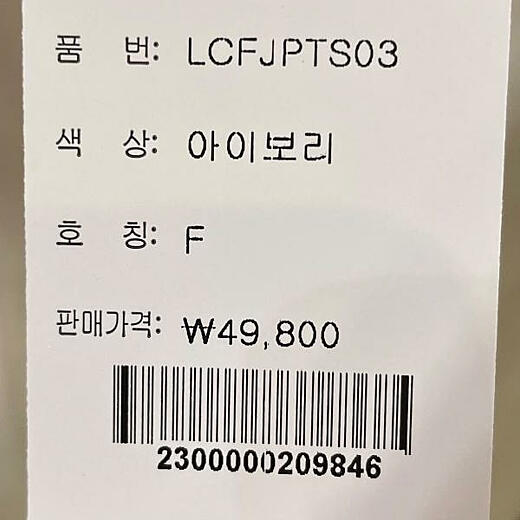 품 번: LCFJPTS03
색 상: 아이보리
호 칭: F
판매가격: ₩49,800
2300000209846